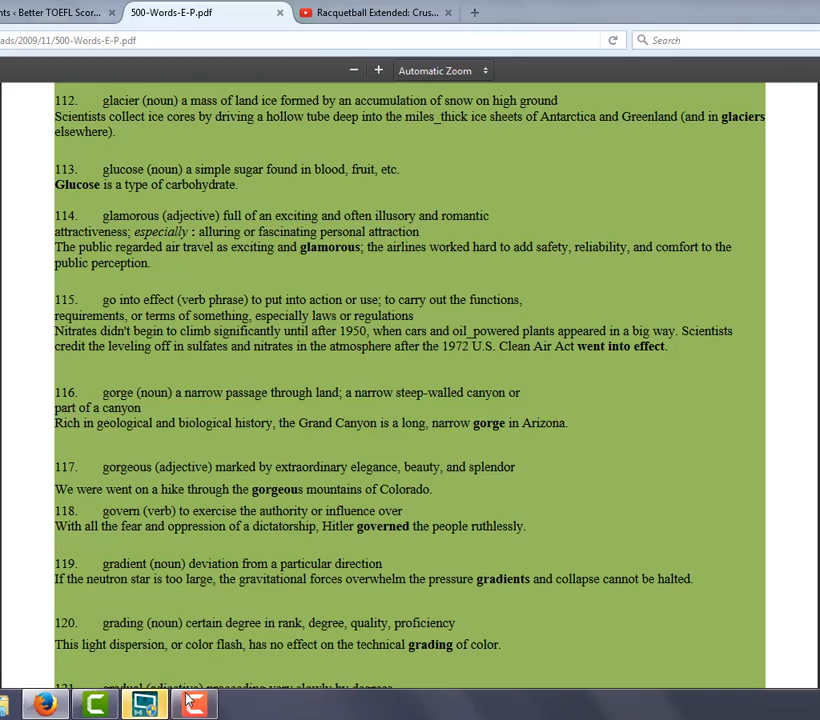 nts ‹ Better TOEFL Scor... × 500-Words-E-P.pdf × Racquetball Extended: Crus... × +
ads/2009/11/500-Words-E-P.pdf Search
− + Automatic Zoom
112. glacier (noun) a mass of land ice formed by an accumulation of snow on high ground
Scientists collect ice cores by driving a hollow tube deep into the miles_thick ice sheets of Antarctica and Greenland (and in glaciers
elsewhere).
113. glucose (noun) a simple sugar found in blood, fruit, etc.
Glucose is a type of carbohydrate.
114. glamorous (adjective) full of an exciting and often illusory and romantic
attractiveness; especially : alluring or fascinating personal attraction
The public regarded air travel as exciting and glamorous; the airlines worked hard to add safety, reliability, and comfort to the
public perception.
115. go into effect (verb phrase) to put into action or use; to carry out the functions,
requirements, or terms of something, especially laws or regulations
Nitrates didn't begin to climb significantly until after 1950, when cars and oil_powered plants appeared in a big way. Scientists
credit the leveling off in sulfates and nitrates in the atmosphere after the 1972 U.S. Clean Air Act went into effect.
116. gorge (noun) a narrow passage through land; a narrow steep-walled canyon or
part of a canyon
Rich in geological and biological history, the Grand Canyon is a long, narrow gorge in Arizona.
117. gorgeous (adjective) marked by extraordinary elegance, beauty, and splendor
We were went on a hike through the gorgeous mountains of Colorado.
118. govern (verb) to exercise the authority or influence over
With all the fear and oppression of a dictatorship, Hitler governed the people ruthlessly.
119. gradient (noun) deviation from a particular direction
If the neutron star is too large, the gravitational forces overwhelm the pressure gradients and collapse cannot be halted.
120. grading (noun) certain degree in rank, degree, quality, proficiency
This light dispersion, or color flash, has no effect on the technical grading of color.
121. gradual (adjective) proceeding very slowly by degrees